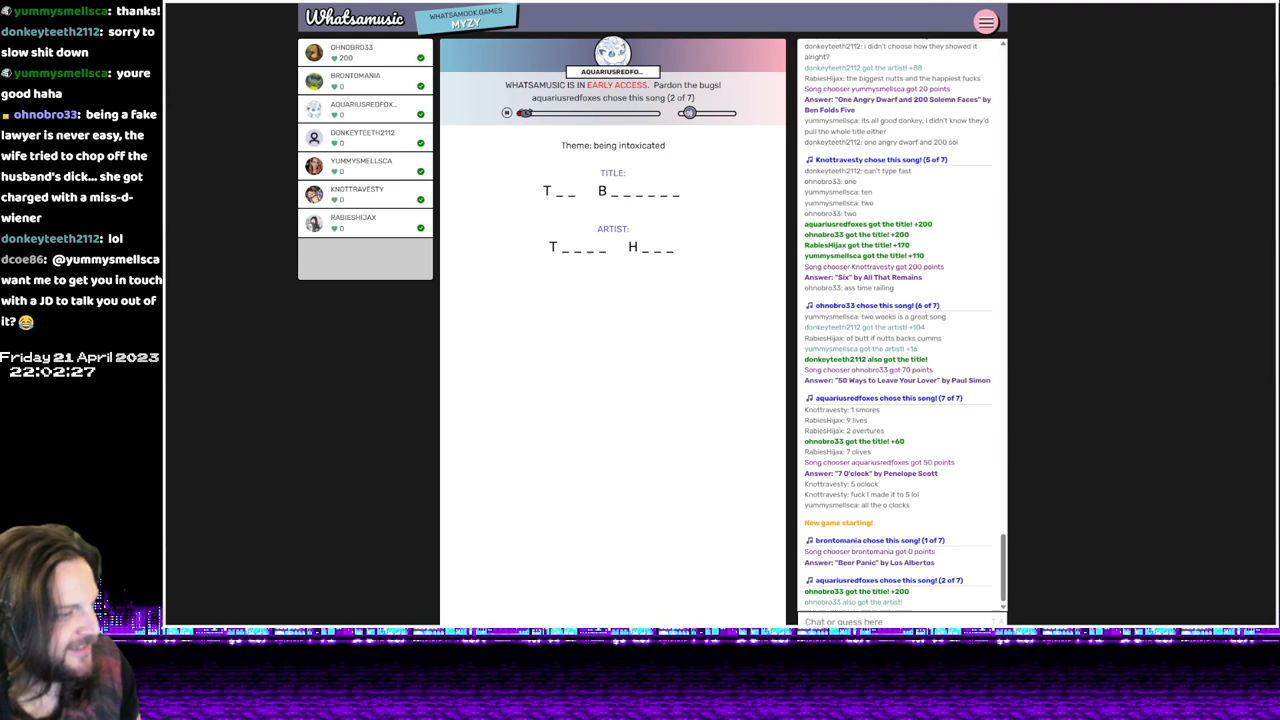 yummysmellsca: thanks!
donkeyteeth2112: sorry to
slow shit down
yummysmellsca: you're
good haha
ohnobro33: being divorve
lawyer is never easy, the
wife tried to chop off the
husand's dick... she got
charged with a mis
wiener
donkeyteeth2112: lol
dcoe86: @yummysmellsca
want me to get you in touch
with a JD to talk you out of
it? 😂
Friday 21 April 2023
22:02:27
Whatsamusic
WHATSAMOOK.GAMES
MYZY
OHNOBRO33
200
BRONTOMANIA
0
AQUARIUSREDFOX...
0
DONKEYTEETH2112
0
YUMMYSMELLSCA
0
KNOTTRAVESTY
0
RABIESHIJAX
0
AQUARIUSREDFO...
WHATSAMUSIC IS IN EARLY ACCESS. Pardon the bugs!
aquariusredfoxes chose this song (2 of 7)
Theme: being intoxicated
TITLE:
T _ _ B _ _ _ _ _ _
ARTIST:
T _ _ _ _ H _ _ _
donkeyteeth2112: i didn't choose how they showed it
alright?
donkeyteeth2112 got the artist! +88
RabiesHijax: the biggest nutts and the happiest fucks
Song chooser yummysmellsca got 20 points
Answer: "One Angry Dwarf and 200 Solemn Faces" by
Ben Folds Five
yummysmellsca: its all good donkey, i didn't know they'd
pull the whole title either
donkeyteeth2112: one angry dwarf and 200 sol
Knottravesty chose this song! (5 of 7)
donkeyteeth2112: can't type fast
ohnobro33: one
yummysmellsca: ten
yummysmellsca: two
ohnobro33: two
aquariusredfoxes got the title! +200
ohnobro33 got the title! +200
RabiesHijax got the title! +170
yummysmellsca got the title! +110
Song chooser Knottravesty got 200 points
Answer: "Six" by All That Remains
ohnobro33: ass time railing
ohnobro33 chose this song! (6 of 7)
yummysmellsca: two weeks is a great song
donkeyteeth2112 got the artist! +104
RabiesHijax: of butt if nutts backs cumms
yummysmellsca got the artist! +16
donkeyteeth2112 also got the title!
Song chooser ohnobro33 got 70 points
Answer: "50 Ways to Leave Your Lover" by Paul Simon
aquariusredfoxes chose this song! (7 of 7)
Knottravesty: 1 smores
RabiesHijax: 9 lives
RabiesHijax: 2 overtures
ohnobro33 got the title! +60
RabiesHijax: 7 olives
Song chooser aquariusredfoxes got 50 points
Answer: "7 O'clock" by Penelope Scott
Knottravesty: 5 oclock
Knottravesty: fuck I made it to 5 lol
yummysmellsca: all the o clocks
New game starting!
brontomania chose this song! (1 of 7)
Song chooser brontomania got 0 points
Answer: "Beer Panic" by Los Albertos
aquariusredfoxes chose this song! (2 of 7)
ohnobro33 got the title! +200
ohnobro33 also got the artist!
Chat or guess here
T A